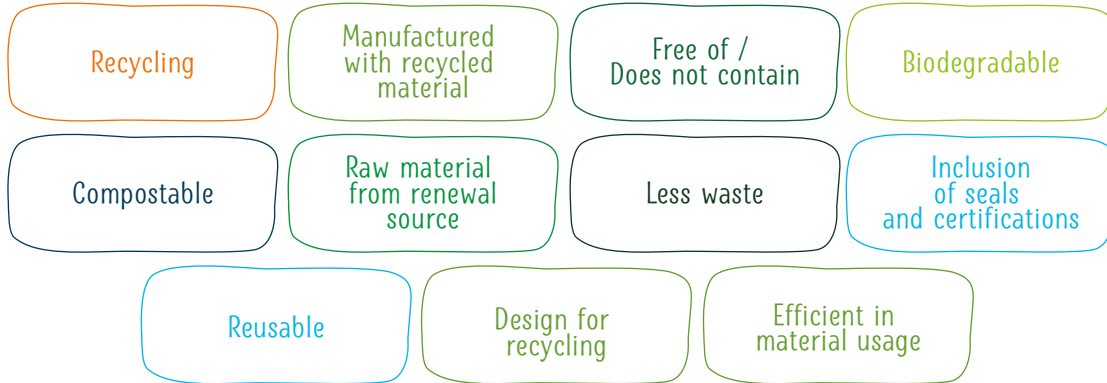 Recycling
Manufactured
with recycled
material
Free of /
Does not contain
Biodegradable
Compostable
Raw material
from renewal
source
Less waste
Inclusion
of seals
and certifications
Reusable
Design for
recycling
Efficient in
material usage